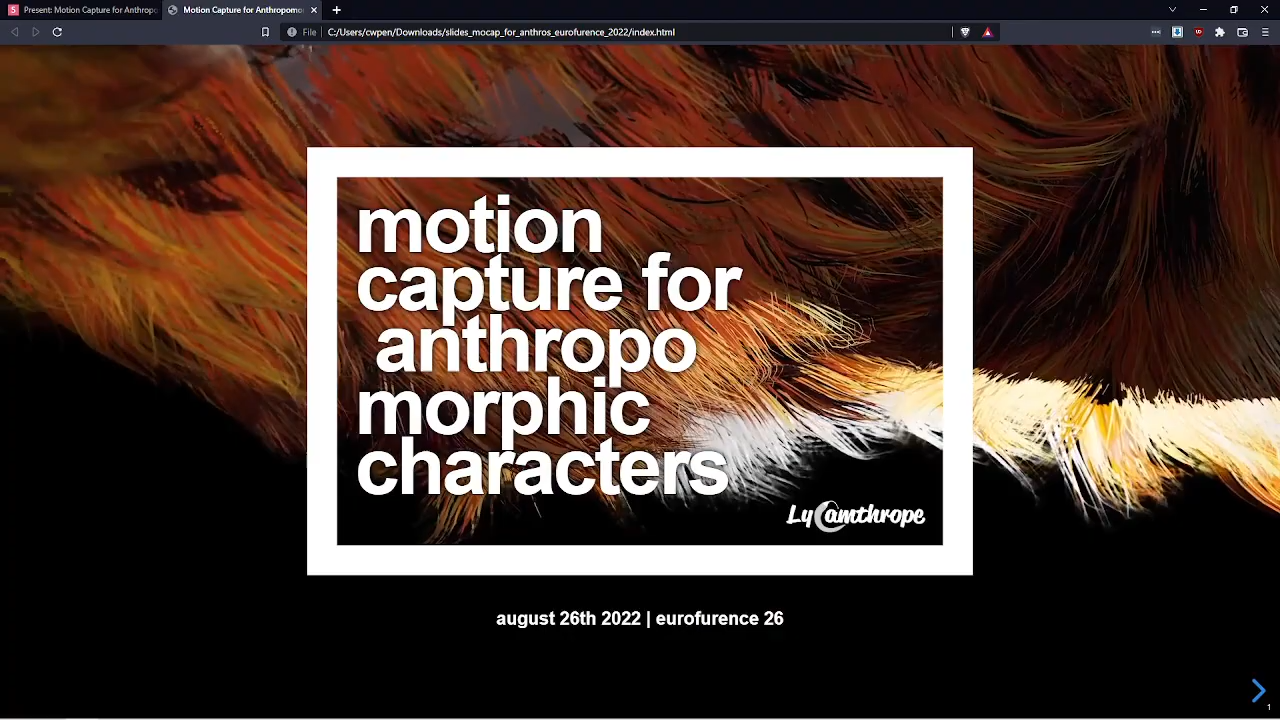 Present: Motion Capture for Anthropo
Motion Capture for Anthropomo
File
C:/Users/cwpen/Downloads/slides_mocap_for_anthros_eurofurence_2022/index.html
motion
capture for
anthropo
morphic
characters
Lycamthrope
august 26th 2022 | eurofurence 26
1